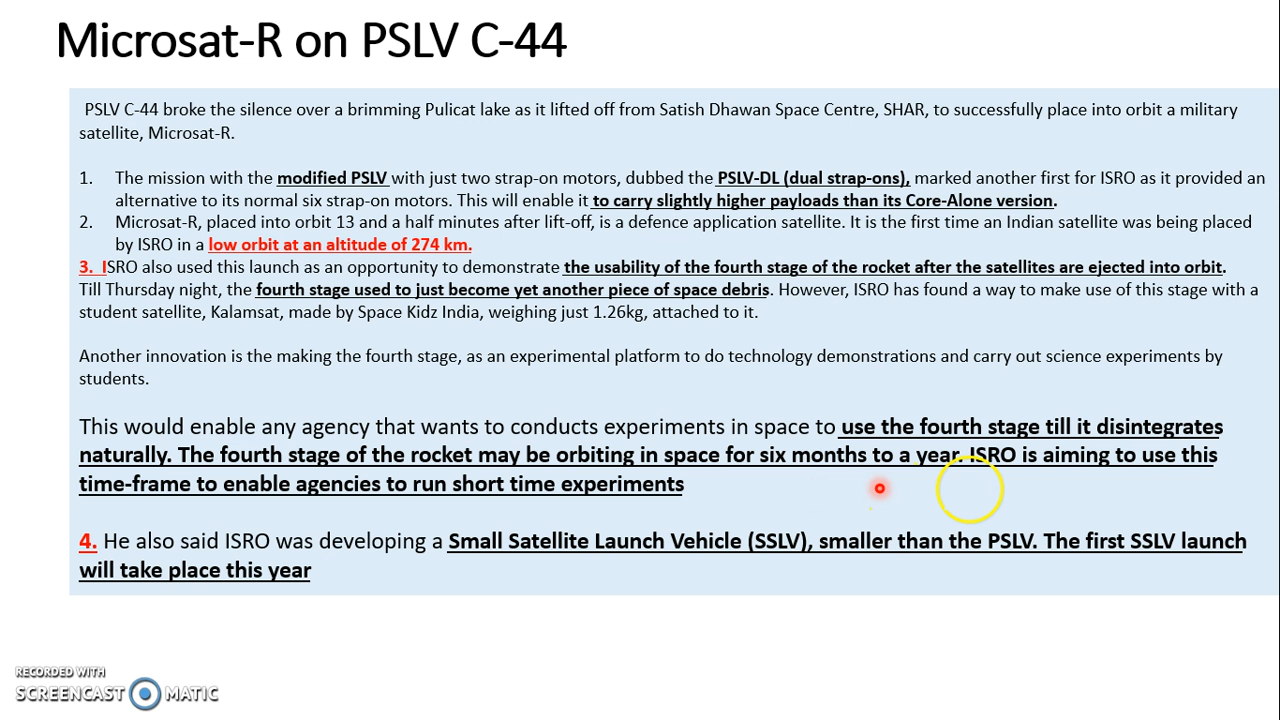 Microsat-R on PSLV C-44
PSLV C-44 broke the silence over a brimming Pulicat lake as it lifted off from Satish Dhawan Space Centre, SHAR, to successfully place into orbit a military
satellite, Microsat-R.
1. The mission with the modified PSLV with just two strap-on motors, dubbed the PSLV-DL (dual strap-ons), marked another first for ISRO as it provided an
alternative to its normal six strap-on motors. This will enable it to carry slightly higher payloads than its Core-Alone version.
2. Microsat-R, placed into orbit 13 and a half minutes after lift-off, is a defence application satellite. It is the first time an Indian satellite was being placed
by ISRO in a low orbit at an altitude of 274 km.
3. ISRO also used this launch as an opportunity to demonstrate the usability of the fourth stage of the rocket after the satellites are ejected into orbit.
Till Thursday night, the fourth stage used to just become yet another piece of space debris. However, ISRO has found a way to make use of this stage with a
student satellite, Kalamsat, made by Space Kidz India, weighing just 1.26kg, attached to it.
Another innovation is the making the fourth stage, as an experimental platform to do technology demonstrations and carry out science experiments by
students.
This would enable any agency that wants to conducts experiments in space to use the fourth stage till it disintegrates
naturally. The fourth stage of the rocket may be orbiting in space for six months to a year. ISRO is aiming to use this
time-frame to enable agencies to run short time experiments
4. He also said ISRO was developing a Small Satellite Launch Vehicle (SSLV), smaller than the PSLV. The first SSLV launch
will take place this year
RECORDED WITH
SCREENCAST MATIC